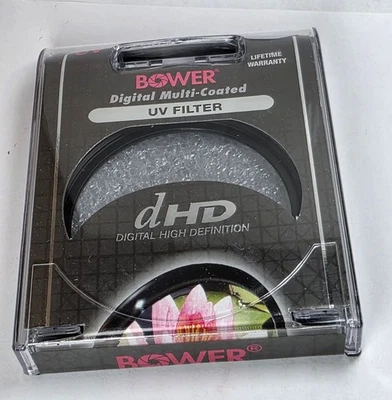 BOWER®
LIFETIME
WARRANTY
Digital Multi-Coated
UV FILTER
dHD
DIGITAL HIGH DEFINITION
BOWER®